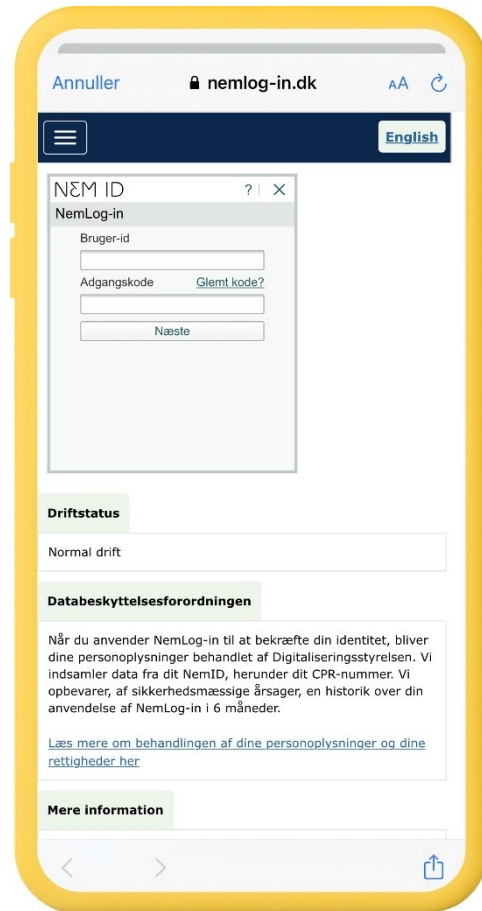 Annuller nemlog-in.dk AA
English
NEM ID ? X
NemLog-in
Bruger-id
Adgangskode Glemt kode?
Næste
Driftstatus
Normal drift
Databeskyttelsesforordningen
Når du anvender NemLog-in til at bekræfte din identitet, bliver
dine personoplysninger behandlet af Digitaliseringsstyrelsen. Vi
indsamler data fra dit NemID, herunder dit CPR-nummer. Vi
opbevarer, af sikkerhedsmæssige årsager, en historik over din
anvendelse af NemLog-in i 6 måneder.
Læs mere om behandlingen af dine personoplysninger og dine
rettigheder her
Mere information